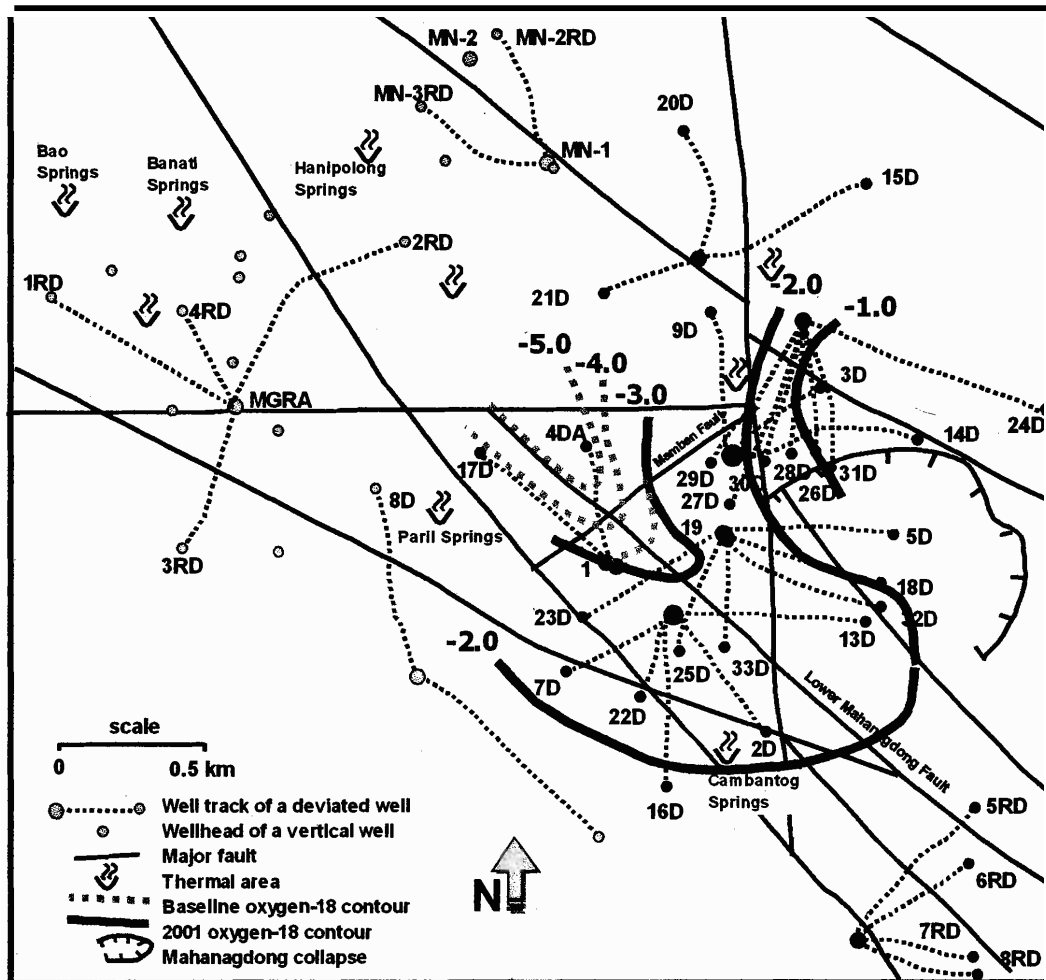 MN-2
MN-2RD
MN-3RD
20D
MN-1
Bao
Springs
Banati
Springs
Hanipolong
Springs
15D
2RD
1RD
4RD
21D
9D
-2.0
-1.0
-5.0
-4.0
-3.0
3D
MGRA
24D
4DA
Mamban Fault
14D
17D
29D
30
28D
31D
26D
27D
8D
19
Paril Springs
5D
3RD
1
18D
32D
23D
13D
-2.0
25D
33D
7D
22D
2D
Lower Mahanagdong Fault
Cambantog
Springs
16D
scale
0
0.5 km
Well track of a deviated well
Wellhead of a vertical well
Major fault
Thermal area
Baseline oxygen-18 contour
2001 oxygen-18 contour
Mahanagdong collapse
N
5RD
6RD
7RD
8RD